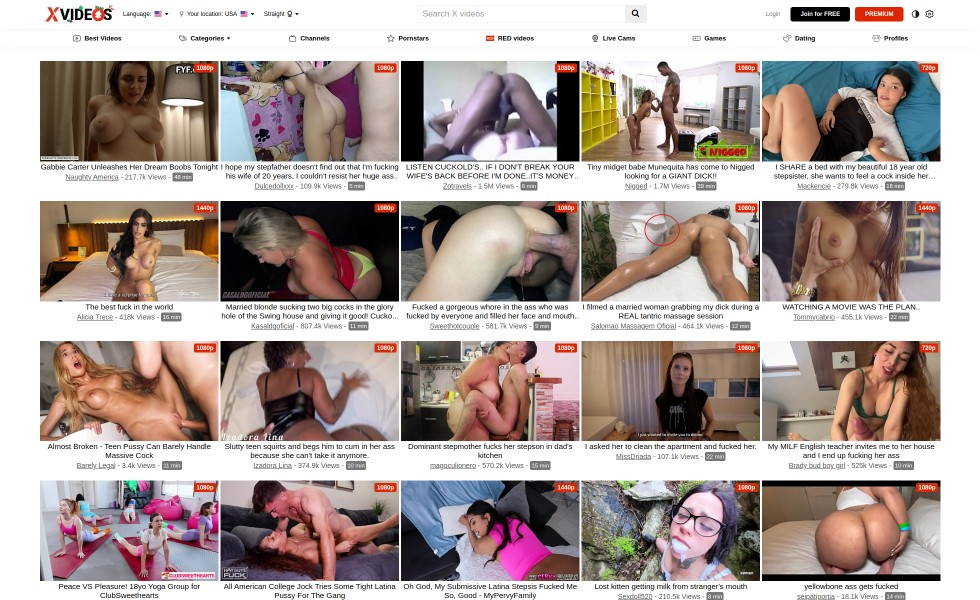 XVIDEOS
Language: Your location: USA Straight
Search X videos
Login Join for FREE PREMIUM
Best Videos Categories Channels Pornstars RED videos Live Cams Games Dating Profiles
1080p 1080p 1080p 1080p 720p
NIGGED
Gabbie Carter Unleashes Her Dream Boobs Tonight
Naughty America - 217.7k Views - 48 min
I hope my stepfather doesn't find out that I'm fucking
his wife of 20 years, I couldn't resist her huge ass..
Dulcedollxxx - 109.9k Views - 5 min
LISTEN CUCKOLD'S.. IF I DON'T BREAK YOUR
WIFE'S BACK BEFORE I'M DONE..IT'S MONEY…
Zotravels - 1.5M Views - 6 min
Tiny midget babe Munequita has come to Nigged
looking for a GIANT DICK!!
Nigged - 1.7M Views - 39 min
I SHARE a bed with my beautiful 18 year old
stepsister, she wants to feel a cock inside her…
Mackencie - 279.8k Views - 18 min
1440p 1080p 1080p 1080p 1440p
CASALDGOFICIAL
The best fuck in the world
Alicia Trece - 418k Views - 16 min
Married blonde sucking two big cocks in the glory
hole of the Swing house and giving it good! Cucko…
Kasaldgoficial - 807.4k Views - 11 min
Fucked a gorgeous whore in the ass who was
fucked by everyone and filled her face and mouth..
Sweethotcouple - 581.7k Views - 9 min
I filmed a married woman grabbing my dick during a
REAL tantric massage session
Salomao Massagem Oficial - 464.1k Views - 12 min
WATCHING A MOVIE WAS THE PLAN..
Tommycabrio - 455.1k Views - 22 min
1080p 1080p 1080p 1080p 720p
Izadora Lina
Almost Broken - Teen Pussy Can Barely Handle
Massive Cock
Barely Legal - 3.4k Views - 31 min
Slutty teen squirts and begs him to cum in her ass
because she can't take it anymore.
Izadora Lina - 374.9k Views - 10 min
Dominant stepmother fucks her stepson in dad's
kitchen
magoculionero - 570.2k Views - 15 min
I asked her to clean the apartment and fucked her.
MissDriada - 107.1k Views - 22 min
My MILF English teacher invites me to her house
and I end up fucking her ass
Brady bud boy girl - 525k Views - 10 min
1080p 1080p 1440p 1080p 1080p
CLUBSWEETHEARTS
FUCK
Peace VS Pleasure! 18yo Yoga Group for
ClubSweethearts
All American College Jock Tries Some Tight Latina
Pussy For The Gang
Oh God, My Submissive Latina Stepsis Fucked Me
So, Good - MyPervyFamily
Lost kitten getting milk from stranger's mouth
Sexdoll520 - 210.5k Views - 8 min
yellowbone ass gets fucked
seipatiportia - 18.1k Views - 14 min